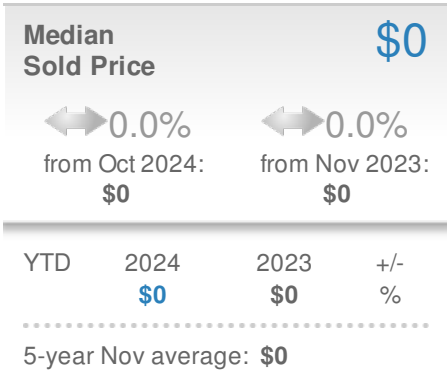 Median $0
Sold Price
0.0% 0.0%
from Oct 2024: from Nov 2023:
$0 $0
YTD 2024 2023 +/-
$0 $0 %
5-year Nov average: $0